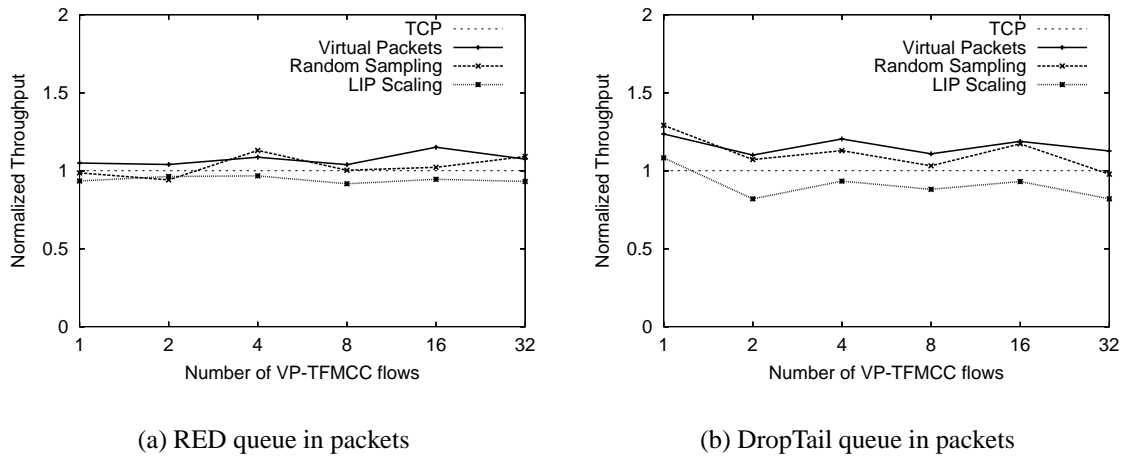 2
1.5
1
0.5
0
Normalized Throughput
TCP
Virtual Packets
Random Sampling
LIP Scaling
1 2 4 8 16 32
Number of VP-TFMCC flows
(a) RED queue in packets
2
1.5
1
0.5
0
Normalized Throughput
TCP
Virtual Packets
Random Sampling
LIP Scaling
1 2 4 8 16 32
Number of VP-TFMCC flows
(b) DropTail queue in packets